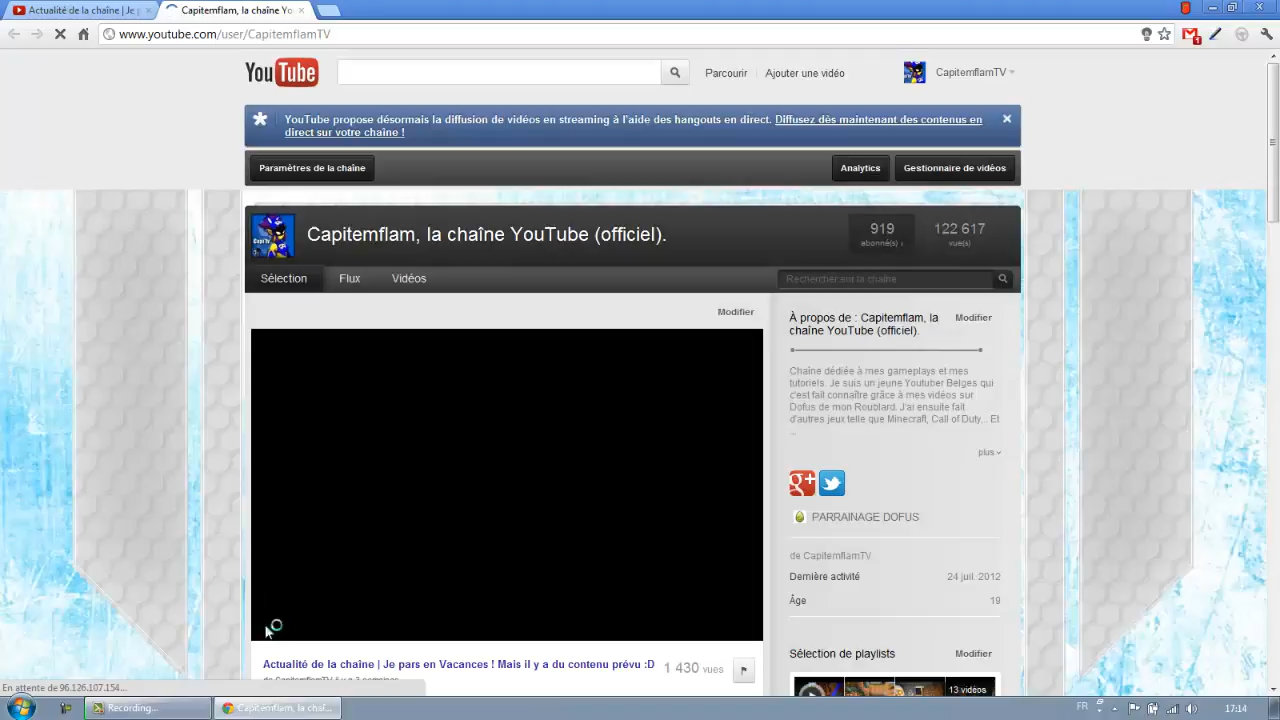 Actualité de la chaîne | Je p
Capitemflam, la chaîne Yo
www.youtube.com/user/CapitemflamTV
1
YouTube
Parcourir
Ajouter une vidéo
CapitemflamTV
YouTube propose désormais la diffusion de vidéos en streaming à l'aide des hangouts en direct. Diffusez dès maintenant des contenus en
direct sur votre chaîne !
Paramètres de la chaîne
Analytics
Gestionnaire de vidéos
Capitemflam, la chaîne YouTube (officiel).
919
abonné(s)
122 617
vue(s)
Sélection
Flux
Vidéos
Rechercher sur la chaîne
Modifier
À propos de : Capitemflam, la
chaîne YouTube (officiel).
Modifier
Chaîne dédiée à mes gameplays et mes
tutoriels. Je suis un jeune Youtuber Belges qui
c'est fait connaître grâce à mes vidéos sur
Dofus de mon Roublard. J'ai ensuite fait
d'autres jeux telle que Minecraft, Call of Duty,.. Et
...
plus
g+
PARRAINAGE DOFUS
de CapitemflamTV
Dernière activité
24 juil. 2012
Âge
19
Sélection de playlists
Modifier
13 vidéos
Actualité de la chaîne | Je pars en Vacances ! Mais il y a du contenu prévu :D
1 430 vues
de CapitemflamTV il y a 3 semaines
En attente de 96.126.107.154...
Recording...
Capitemflam, la chaî...
FR
17:14